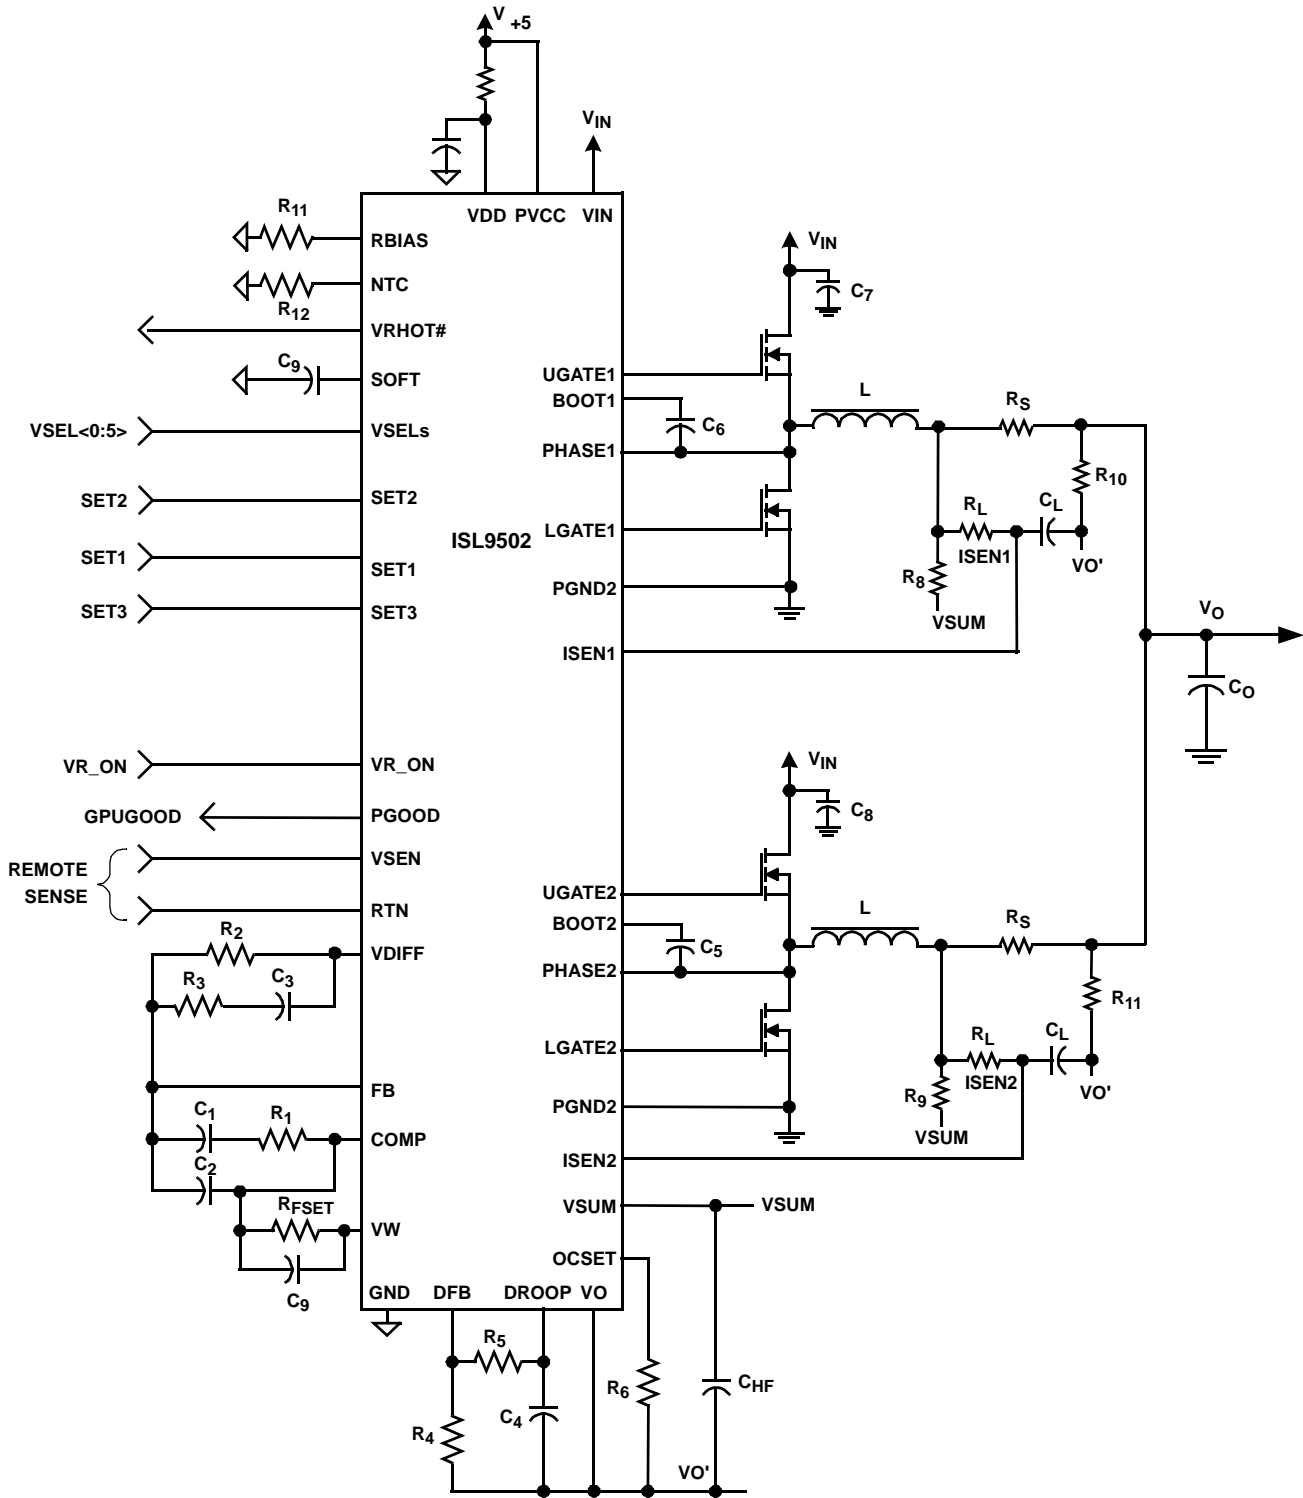 V +5
VIN
R11
VDD PVCC VIN
RBIAS
NTC
R12
VRHOT#
C9
SOFT
VSEL<0:5>
VSELs
SET2
SET2
SET1
SET1
SET3
SET3
ISL9502
VIN
C7
UGATE1
BOOT1
C6
PHASE1
L
RS
R10
LGATE1
RL
CL
ISEN1
VO'
R8
VSUM
PGND2
ISEN1
VO
CO
VR_ON
VR_ON
GPUGOOD
PGOOD
REMOTE
SENSE
VSEN
RTN
VIN
C8
UGATE2
BOOT2
C5
PHASE2
L
RS
R11
LGATE2
RL
CL
ISEN2
VO'
R9
VSUM
PGND2
ISEN2
R2
VDIFF
R3
C3
FB
C1
R1
COMP
C2
RFSET
VW
C9
VSUM
VSUM
OCSET
GND DFB DROOP VO
R5
R6
CHF
R4
C4
VO'